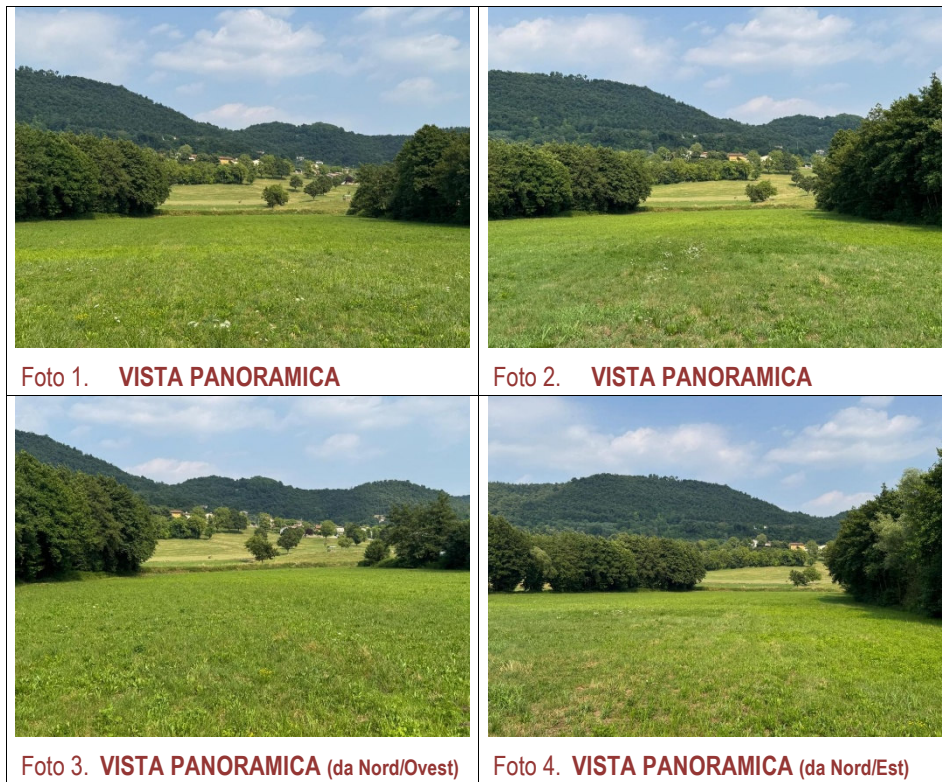 Foto 1. VISTA PANORAMICA
Foto 2. VISTA PANORAMICA
Foto 3. VISTA PANORAMICA (da Nord/Ovest)
Foto 4. VISTA PANORAMICA (da Nord/Est)